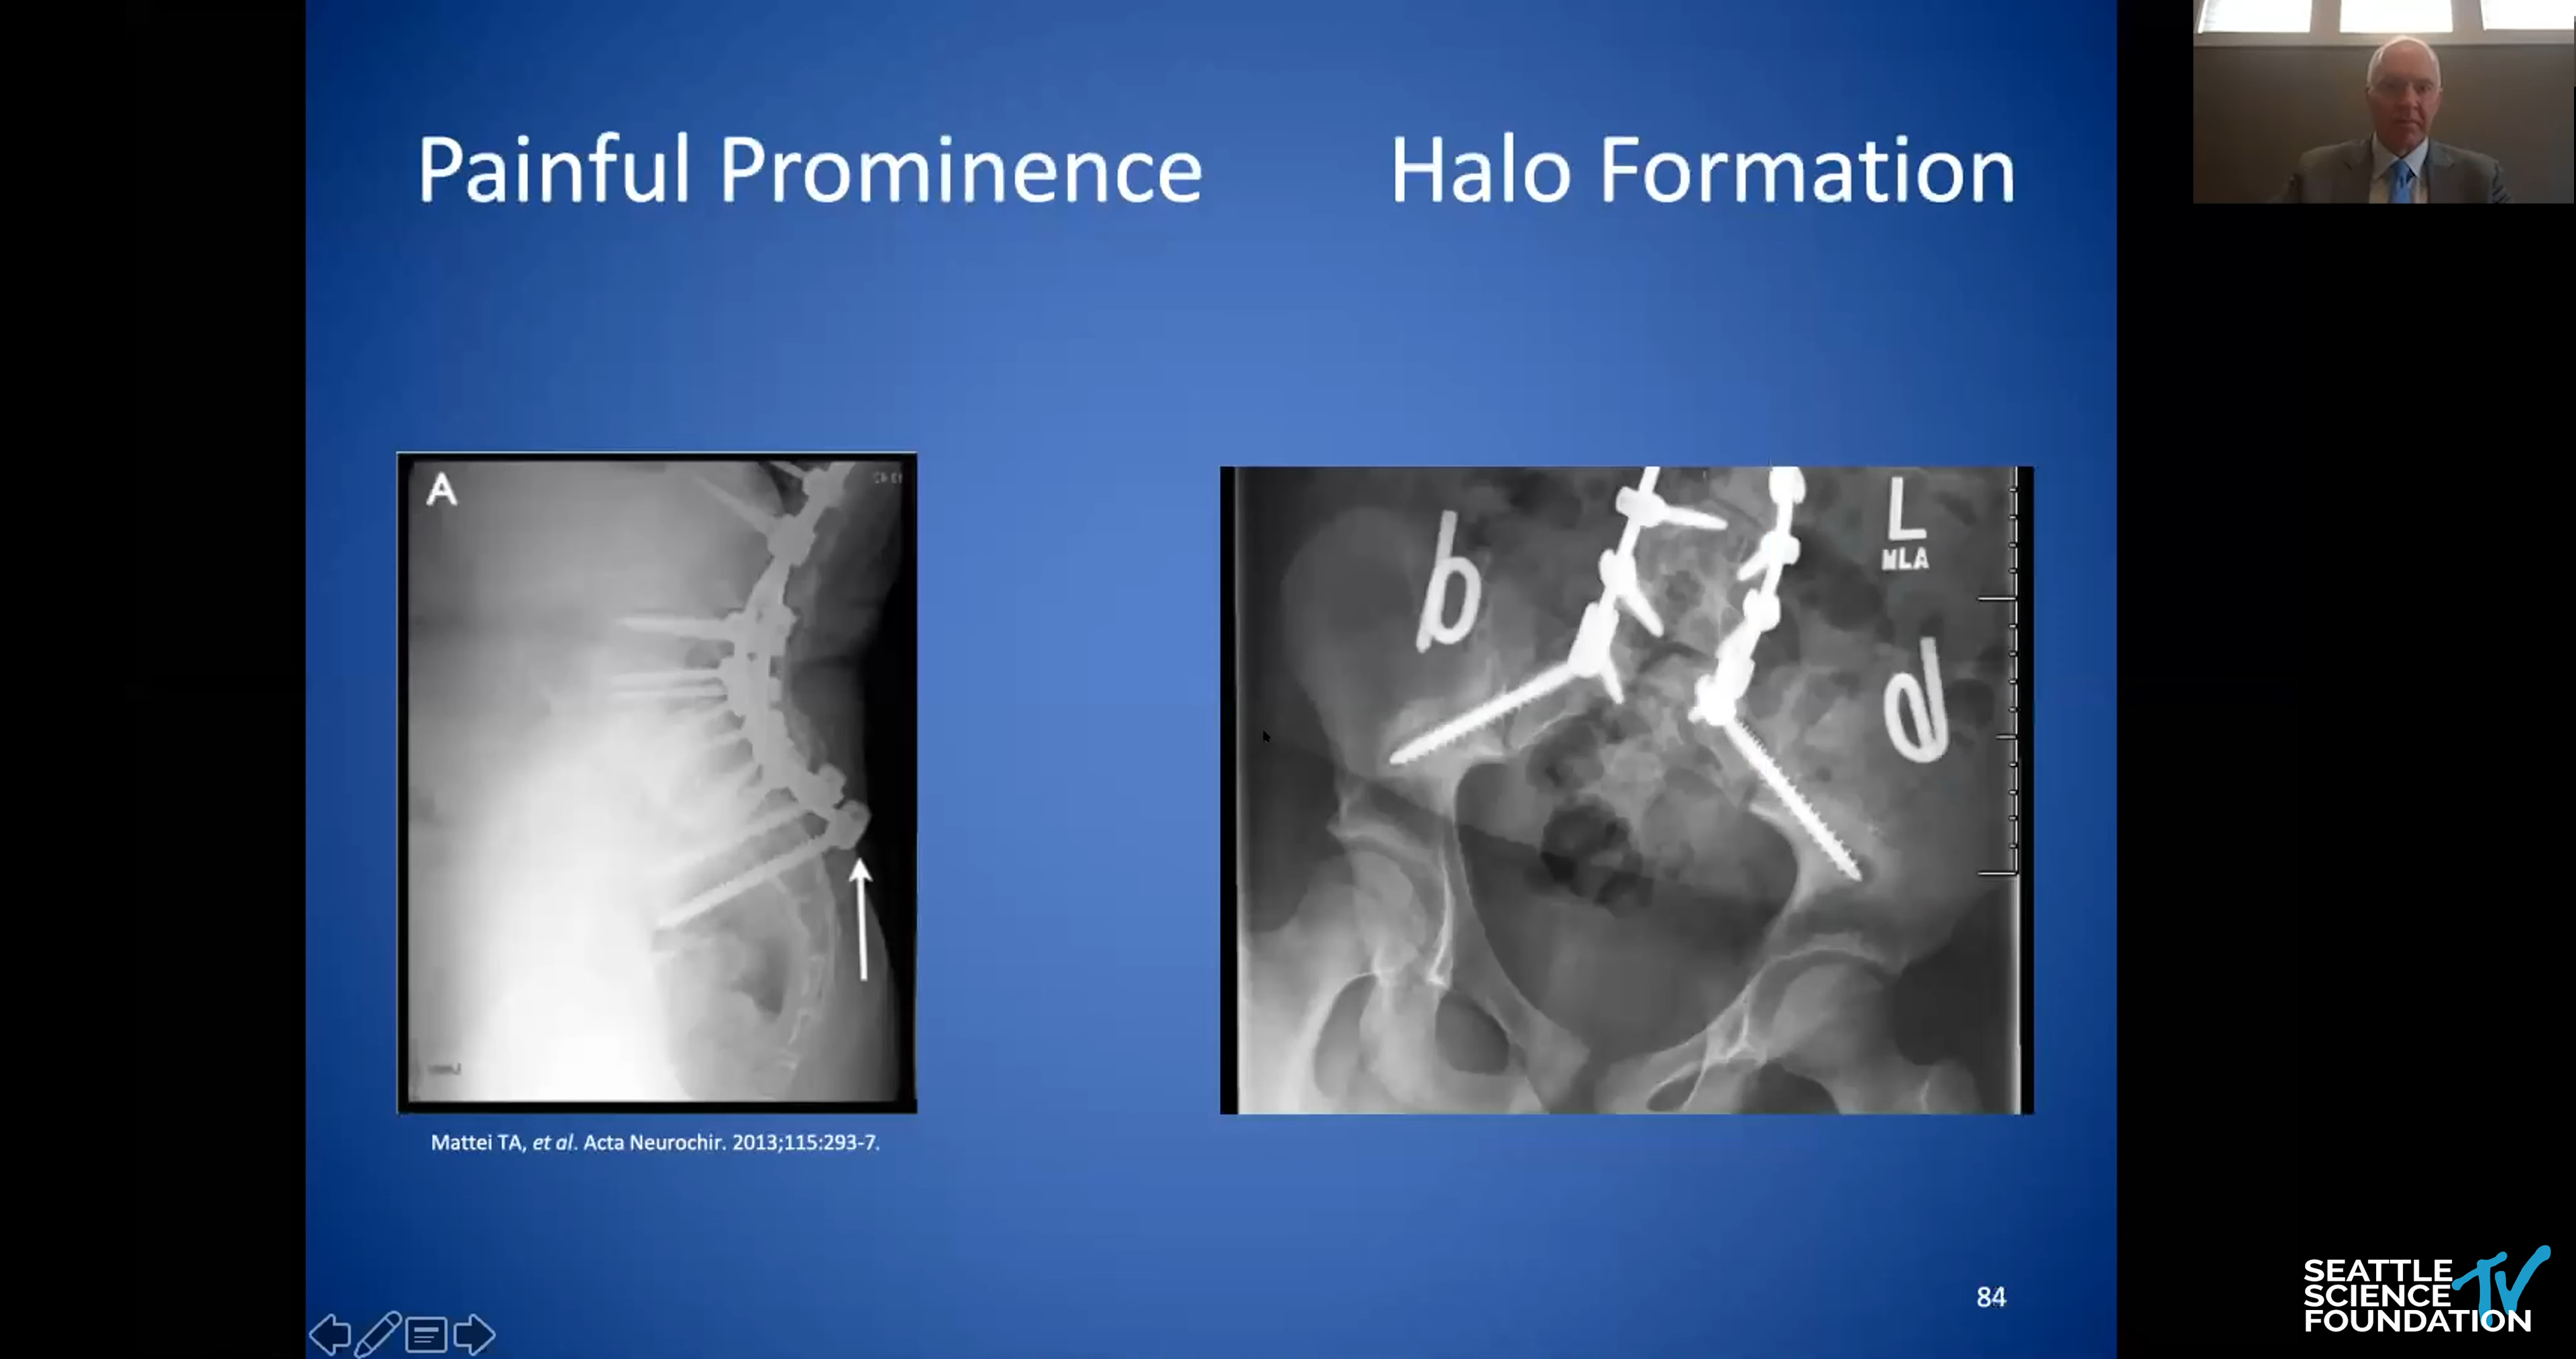 Painful Prominence
Halo Formation
A
b
L
MLA
d
Mattei TA, et al. Acta Neurochir. 2013;115:293-7.
84
SEATTLE
SCIENCE
FOUNDATION
TV